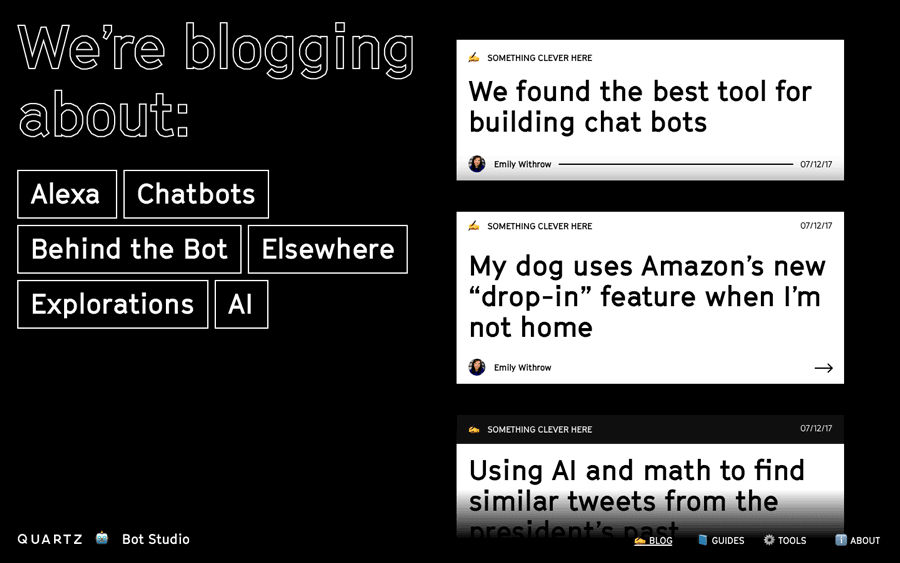 We're blogging
about:
Alexa
Chatbots
Behind the Bot
Elsewhere
Explorations
AI
SOMETHING CLEVER HERE
We found the best tool for
building chat bots
Emily Withrow
07/12/17
SOMETHING CLEVER HERE
07/12/17
My dog uses Amazon’s new
“drop-in” feature when I’m
not home
Emily Withrow
SOMETHING CLEVER HERE
07/12/17
Using AI and math to find
similar tweets from the
president’s past
QUARTZ Bot Studio
BLOG GUIDES TOOLS ABOUT